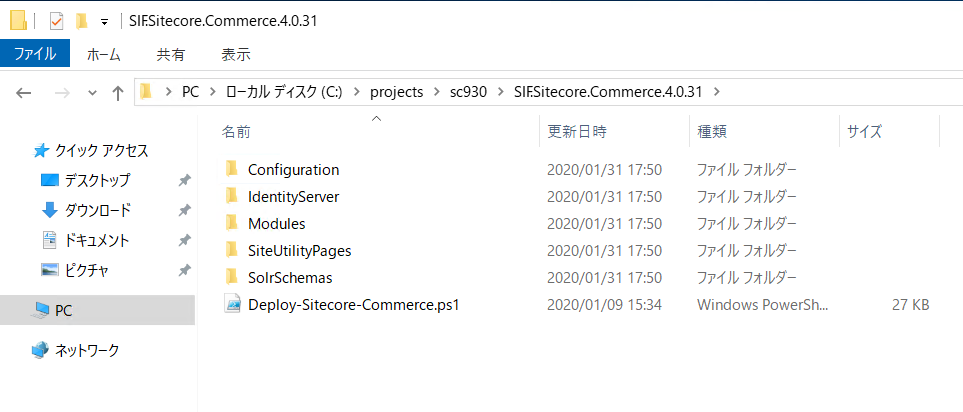 SIF.Sitecore.Commerce.4.0.31
ファイル ホーム 共有 表示
PC ローカル ディスク (C:) projects sc930 SIF.Sitecore.Commerce.4.0.31
名前 更新日時 種類 サイズ
クイック アクセス
デスクトップ
ダウンロード
ドキュメント
ピクチャ
PC
ネットワーク
Configuration 2020/01/31 17:50 ファイル フォルダー
IdentityServer 2020/01/31 17:50 ファイル フォルダー
Modules 2020/01/31 17:50 ファイル フォルダー
SiteUtilityPages 2020/01/31 17:50 ファイル フォルダー
SolrSchemas 2020/01/31 17:50 ファイル フォルダー
Deploy-Sitecore-Commerce.ps1 2020/01/09 15:34 Windows PowerSh... 27 KB